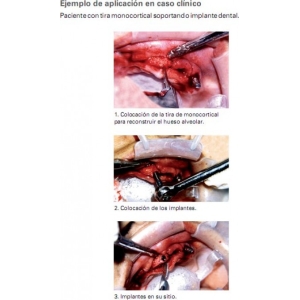 Ejemplo de aplicación en caso clínico
Paciente con tira monocortical soportando implante dental.
1. Colocación de la tira de monocortical
para reconstruir el hueso alveolar.
2. Colocación de los implantes.
3. Implantes en su sitio.